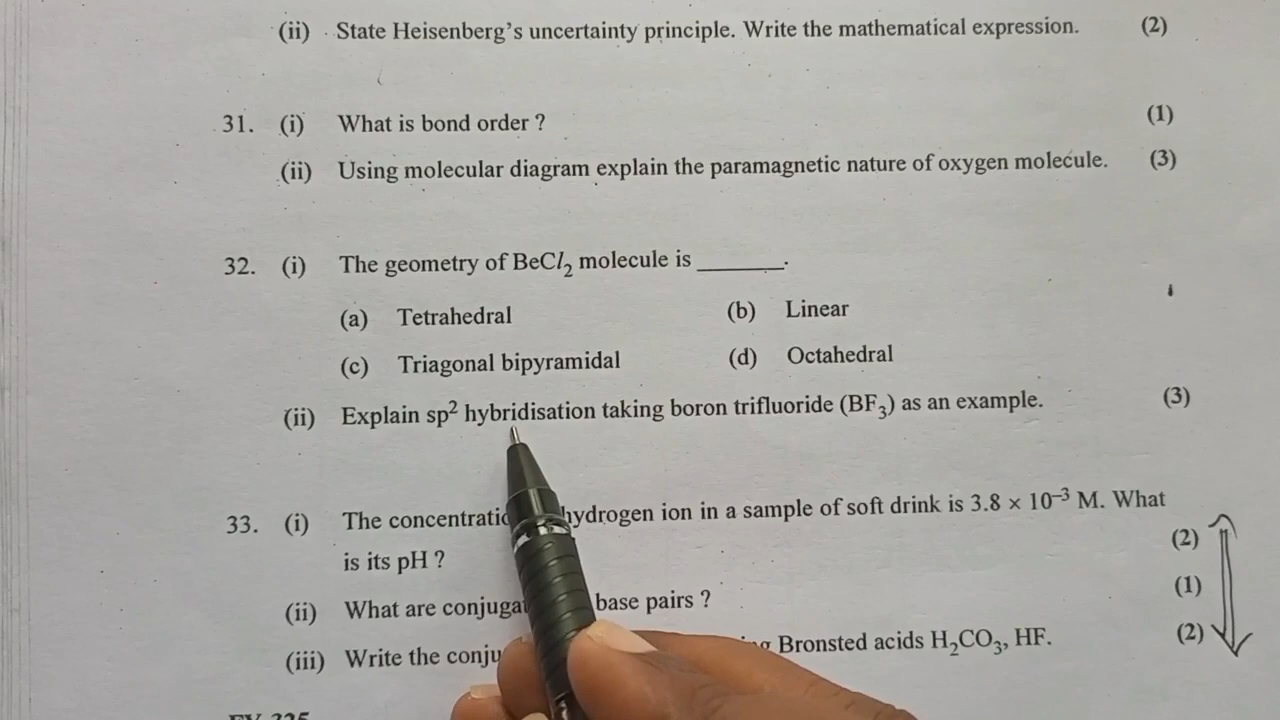 (ii) State Heisenberg's uncertainty principle. Write the mathematical expression. (2)
31. (i) What is bond order ? (1)
(ii) Using molecular diagram explain the paramagnetic nature of oxygen molecule. (3)
32. (i) The geometry of BeCl₂ molecule is ______.
(a) Tetrahedral (b) Linear
(c) Triagonal bipyramidal (d) Octahedral
(ii) Explain sp² hybridisation taking boron trifluoride (BF₃) as an example. (3)
33. (i) The hydrogen ion in a sample of soft drink is 3.8 × 10⁻³ M. What
is its pH ? (2)
(ii) What are base pairs ? (1)
(iii) Write the Bronsted acids H₂CO₃, HF. (2)